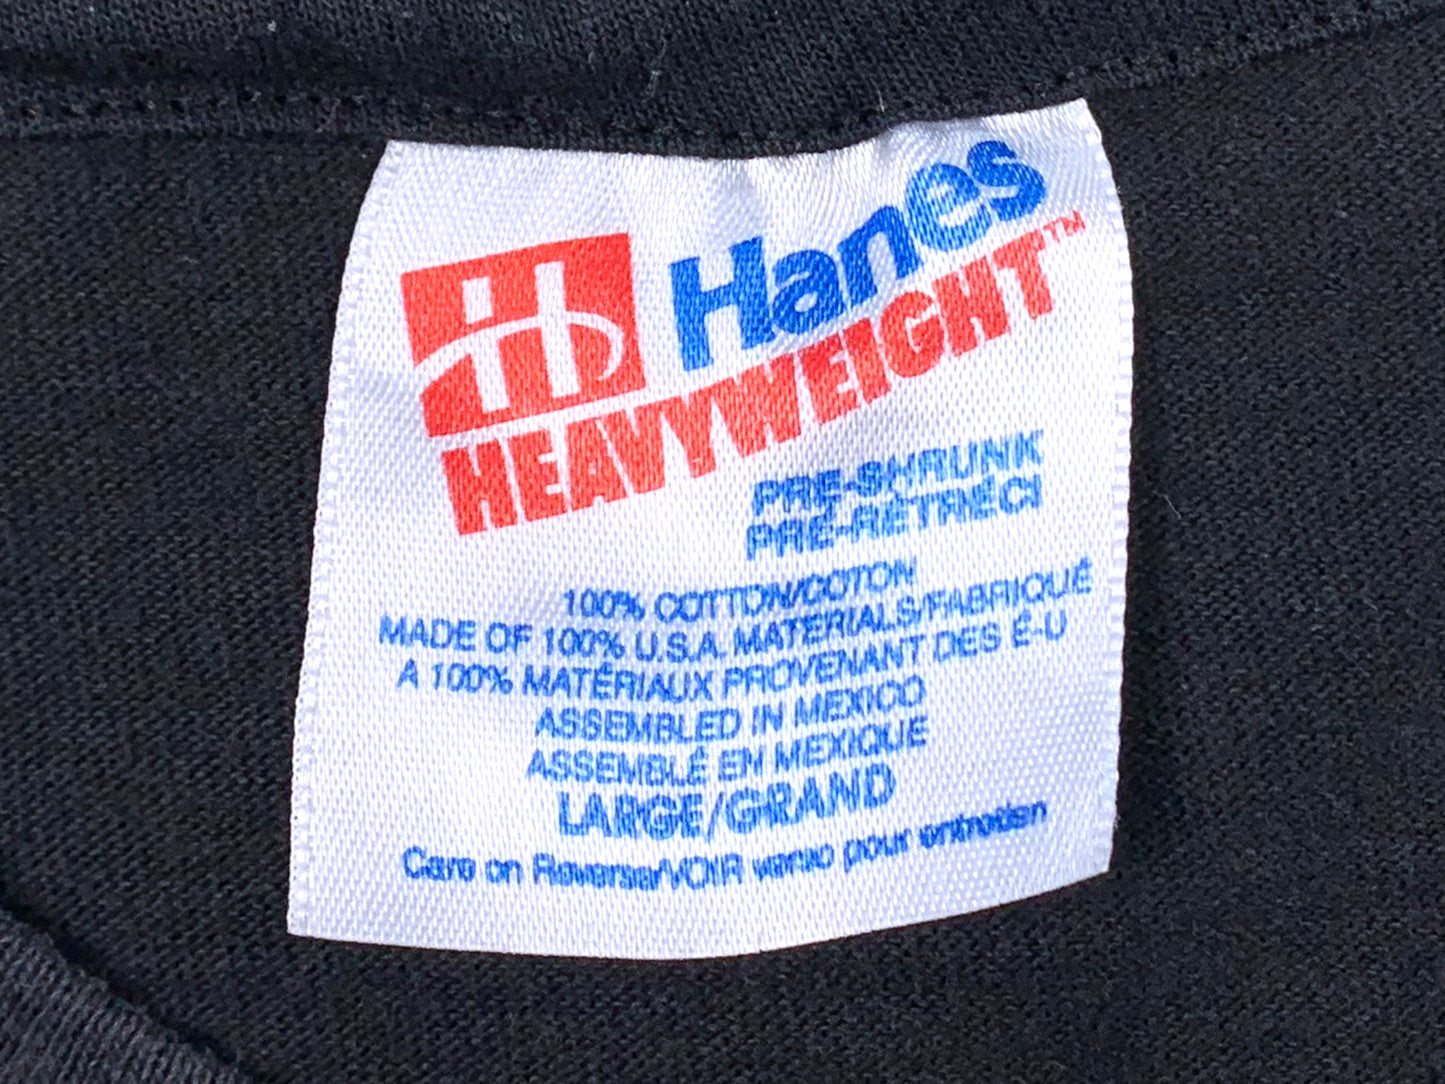 Hanes
HEAVYWEIGHT™
PRE-SHRUNK
PRÉ-RÉTRÉCI
100% COTTON/COTON
MADE OF 100% U.S.A. MATERIALS/FABRIQUÉ
A 100% MATÉRIAUX PROVENANT DES É-U
ASSEMBLED IN MEXICO
ASSEMBLÉ EN MEXIQUE
LARGE/GRAND
Care on Reverse/VOIR verso pour entretien